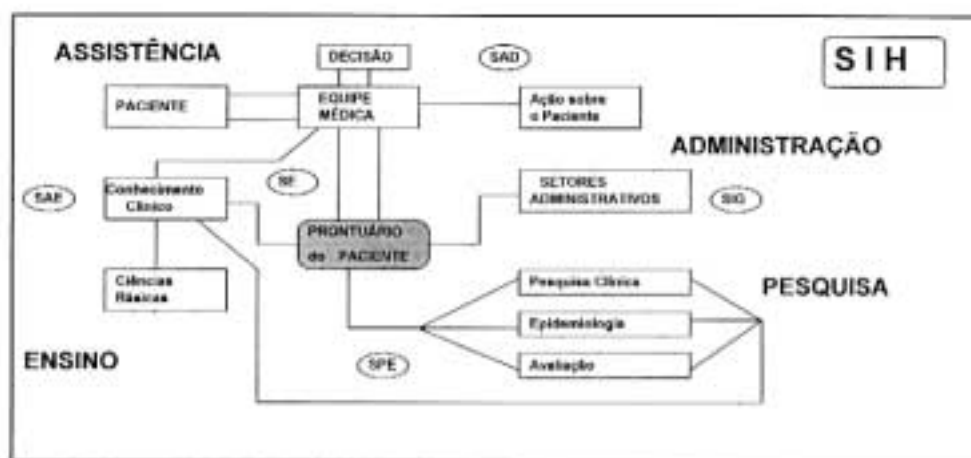 ASSISTÊNCIA
DECISÃO
SAD
SIH
PACIENTE
EQUIPE
MÉDICA
Ação sobre
o Paciente
ADMINISTRAÇÃO
SAE
Conhecimento
Clínico
SE
SETORES
ADMINISTRATIVOS
SIG
PRONTUÁRIO
do PACIENTE
Ciências
Básicas
Pesquisa Clínica
PESQUISA
Epidemiologia
ENSINO
SPE
Avaliação